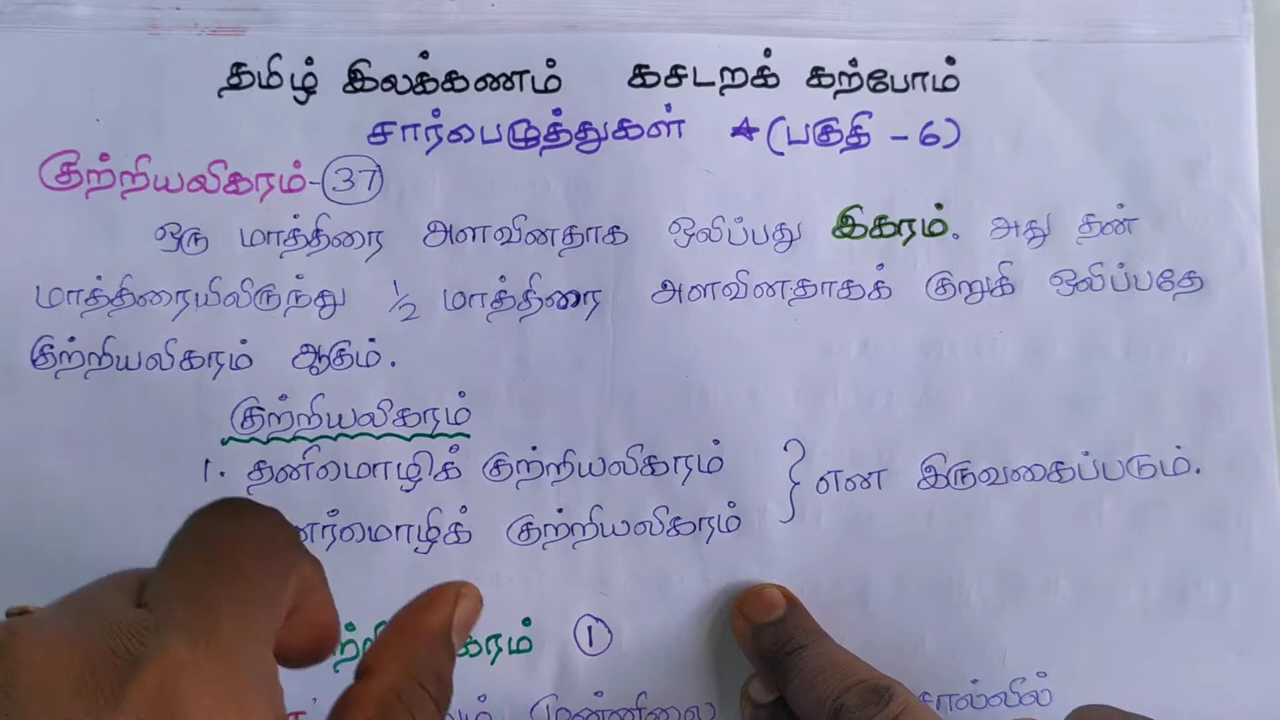 தமிழ் இலக்கணம் கசடறக் கற்போம்
சார்பெழுத்துகள் * (பகுதி - 6)
குற்றியலிகரம் - 37
ஒரு மாத்திரை அளவினதாக ஒலிப்பது இகரம். அது தன்
மாத்திரையிலிருந்து 1/2 மாத்திரை அளவினதாகக் குறுகி ஒலிப்பதே
குற்றியலிகரம் ஆகும்.
குற்றியலிகரம்
1. தனிமொழிக் குற்றியலிகரம்
குற்றியலிகரம்
} என இருவகைப்படும்.
1
முன்னிலை